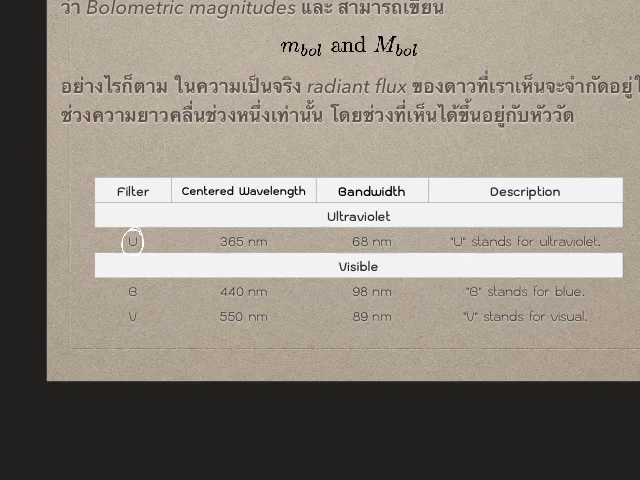 ว่า Bolometric magnitudes และ สามารถเขียน
m_bol and M_bol
อย่างไรก็ตาม ในความเป็นจริง radiant flux ของดาวที่เราเห็นจะจำกัดอยู่
ช่วงความยาวคลื่นช่วงหนึ่งเท่านั้น โดยช่วงที่เห็นได้ขึ้นอยู่กับหัววัด
Filter Centered Wavelength Bandwidth Description
Ultraviolet
U 365 nm 68 nm "U" stands for ultraviolet.
Visible
B 440 nm 98 nm "B" stands for blue.
V 550 nm 89 nm "V" stands for visual.